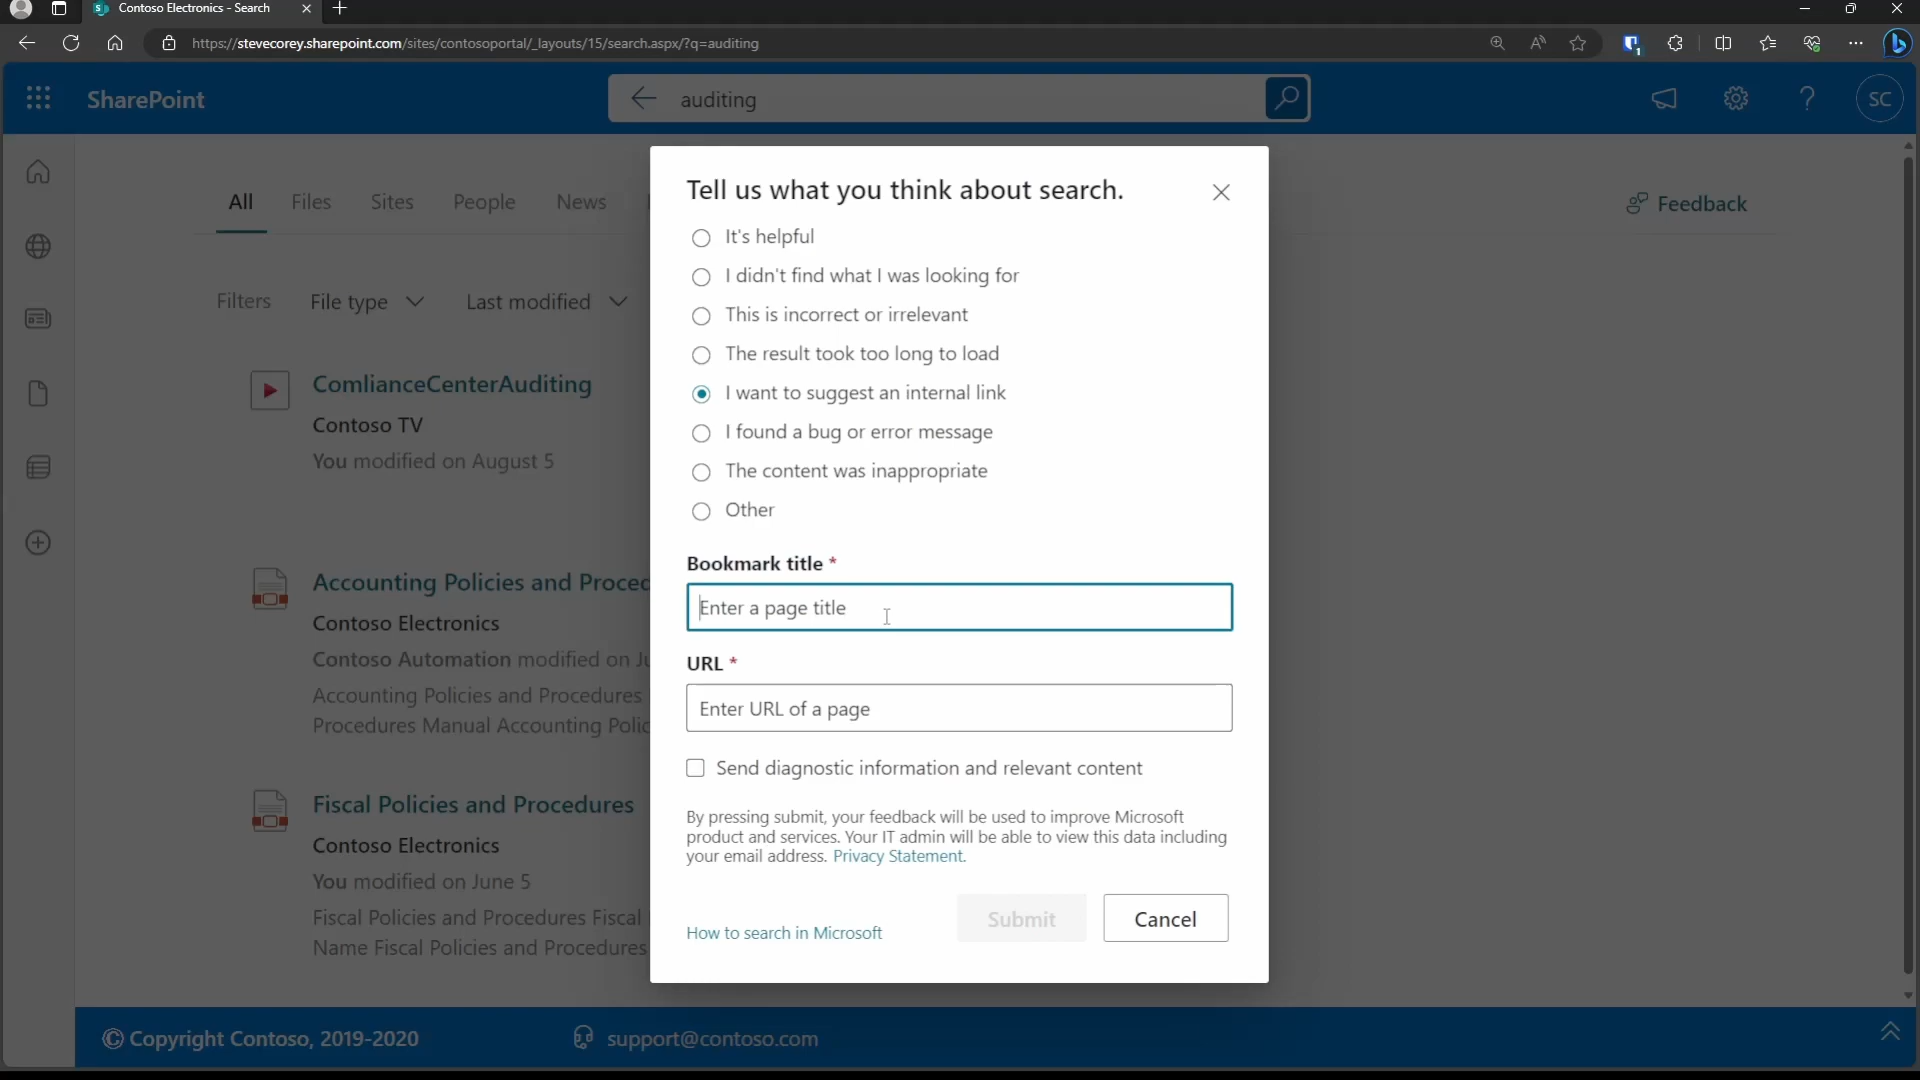 Contoso Electronics - Search
https://stevecorey.sharepoint.com/sites/contosoportal/_layouts/15/search.aspx/?q=auditing
SharePoint
auditing
SC
All
Files
Sites
People
News
Feedback
Filters
File type
Last modified
ComlianceCenterAuditing
Contoso TV
You modified on August 5
Accounting Policies and Proced
Contoso Electronics
Contoso Automation modified on Ju
Accounting Policies and Procedures
Procedures Manual Accounting Polic
Fiscal Policies and Procedures
Contoso Electronics
You modified on June 5
Fiscal Policies and Procedures Fiscal
Name Fiscal Policies and Procedures
Tell us what you think about search.
It's helpful
I didn't find what I was looking for
This is incorrect or irrelevant
The result took too long to load
I want to suggest an internal link
I found a bug or error message
The content was inappropriate
Other
Bookmark title *
Enter a page title
URL *
Enter URL of a page
Send diagnostic information and relevant content
By pressing submit, your feedback will be used to improve Microsoft
product and services. Your IT admin will be able to view this data including
your email address. Privacy Statement.
How to search in Microsoft
Submit
Cancel
© Copyright Contoso, 2019-2020
support@contoso.com